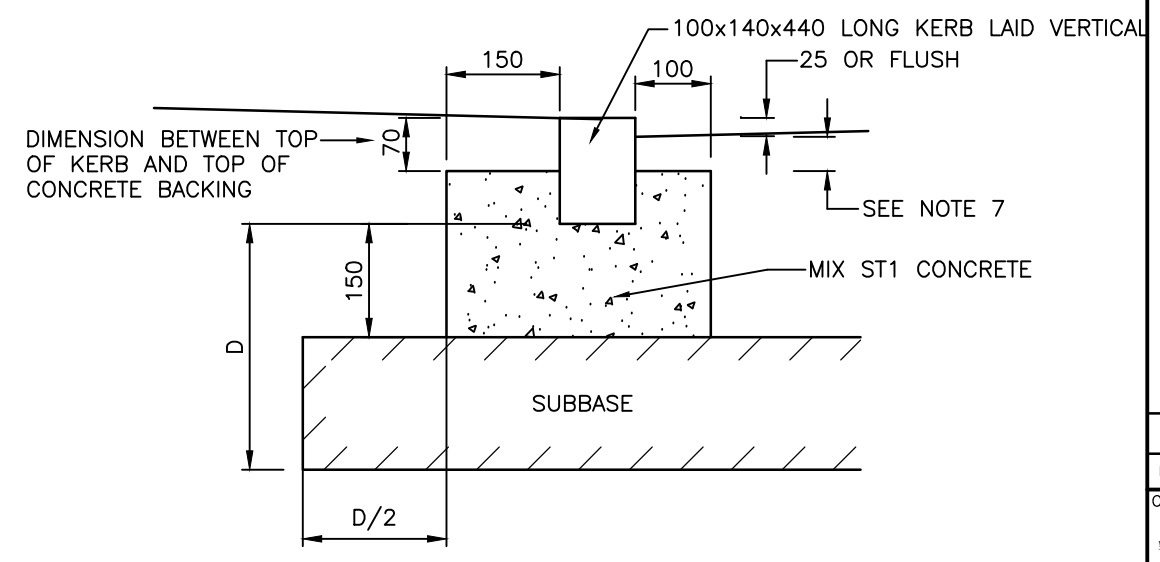 100x140x440 LONG KERB LAID VERTICAL
25 OR FLUSH
150
100
DIMENSION BETWEEN TOP
OF KERB AND TOP OF
CONCRETE BACKING
70
SEE NOTE 7
MIX ST1 CONCRETE
150
D
SUBBASE
D/2